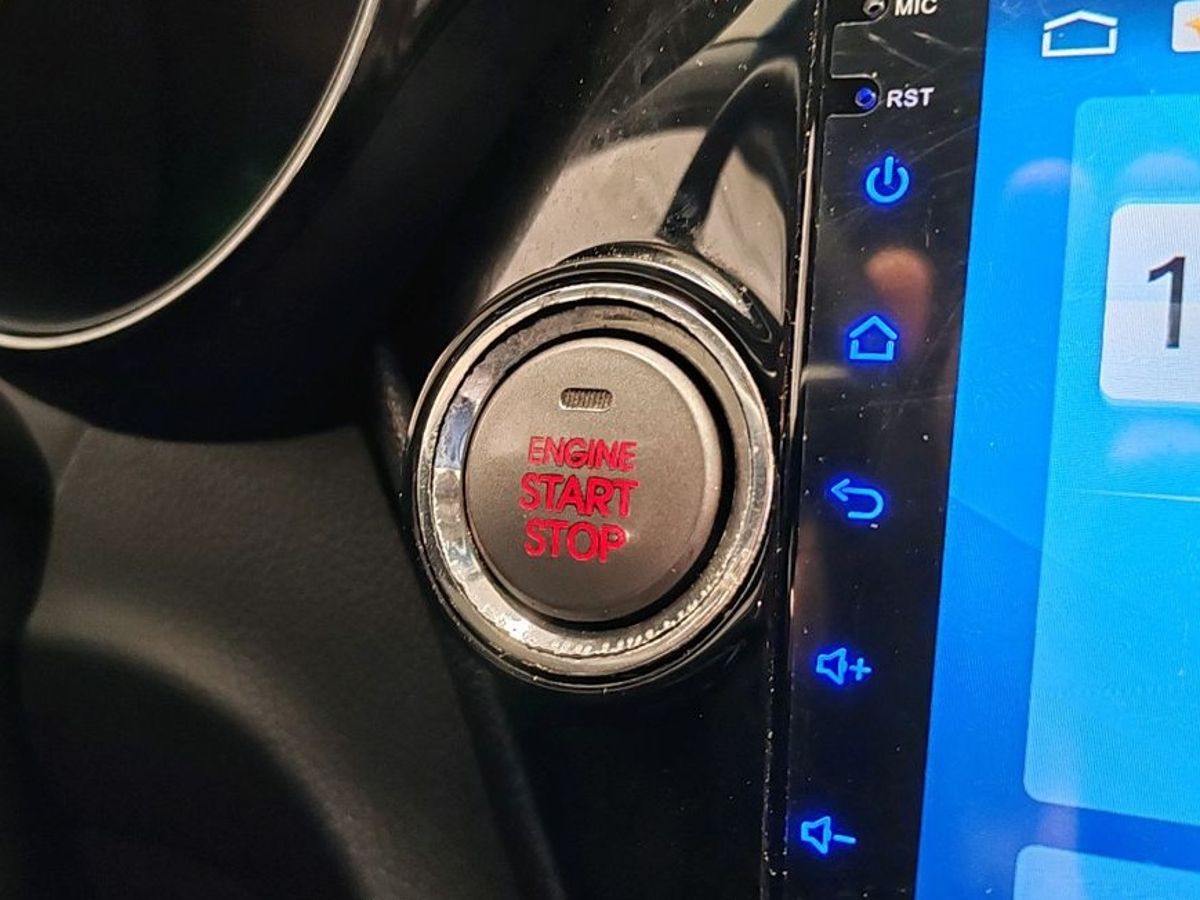 MIC
RST
1
ENGINE
START
STOP